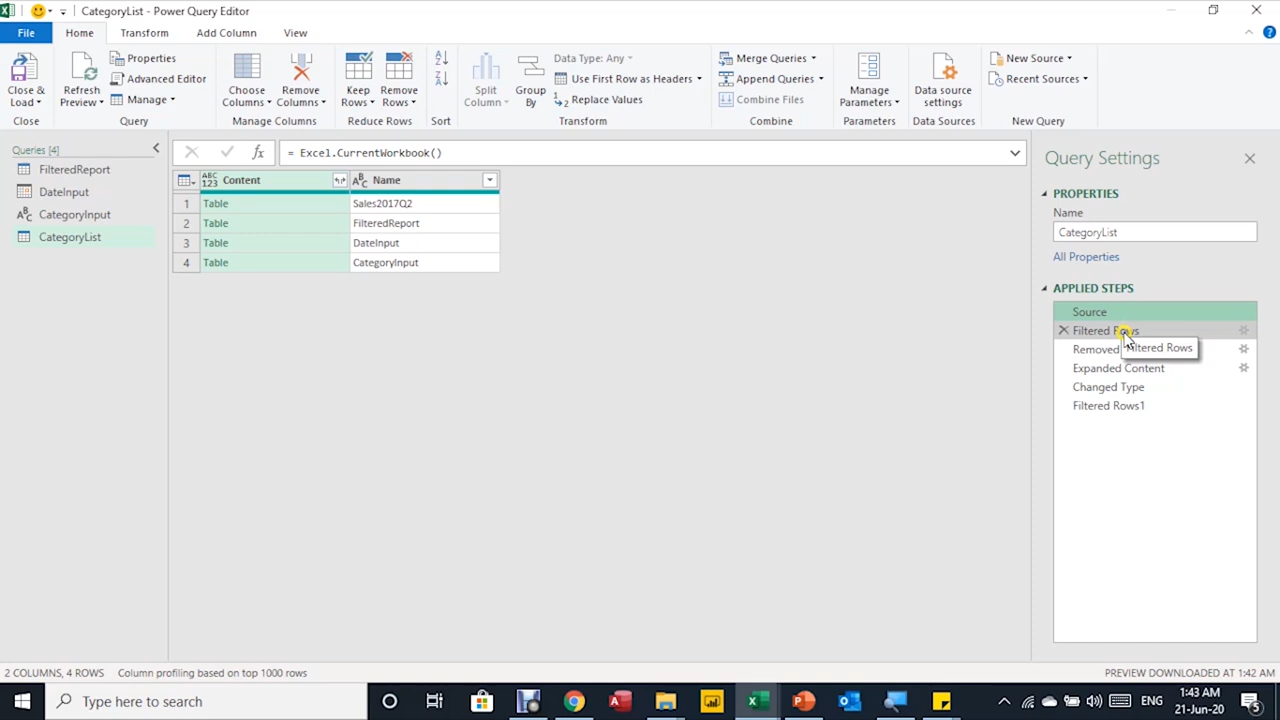 CategoryList - Power Query Editor
File
Home
Transform
Add Column
View
Close &
Load
Close
Refresh
Preview
Properties
Advanced Editor
Manage
Query
Choose
Columns
Remove
Columns
Manage Columns
Keep
Rows
Remove
Rows
Reduce Rows
Sort
Split
Column
Group
By
Data Type: Any
Use First Row as Headers
Replace Values
Transform
Merge Queries
Append Queries
Combine Files
Combine
Manage
Parameters
Parameters
Data source
settings
Data Sources
New Source
Recent Sources
New Query
Queries [4]
FilteredReport
DateInput
CategoryInput
CategoryList
= Excel.CurrentWorkbook()
ABC 123 Content
ABC Name
1 Table Sales2017Q2
2 Table FilteredReport
3 Table DateInput
4 Table CategoryInput
Query Settings
PROPERTIES
Name
CategoryList
All Properties
APPLIED STEPS
Source
Filtered Rows
Removed
Filtered Rows
Expanded Content
Changed Type
Filtered Rows1
2 COLUMNS, 4 ROWS Column profiling based on top 1000 rows
PREVIEW DOWNLOADED AT 1:42 AM
Type here to search
ENG
1:43 AM
21-Jun-20
5